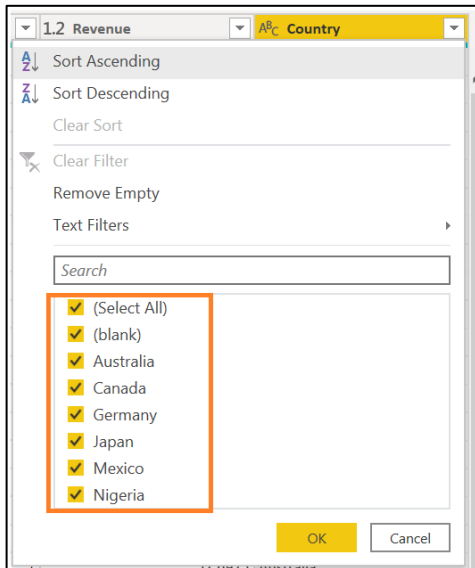 1.2 Revenue ABC Country
Sort Ascending
Sort Descending
Clear Sort
Clear Filter
Remove Empty
Text Filters
Search
(Select All)
(blank)
Australia
Canada
Germany
Japan
Mexico
Nigeria
OK Cancel